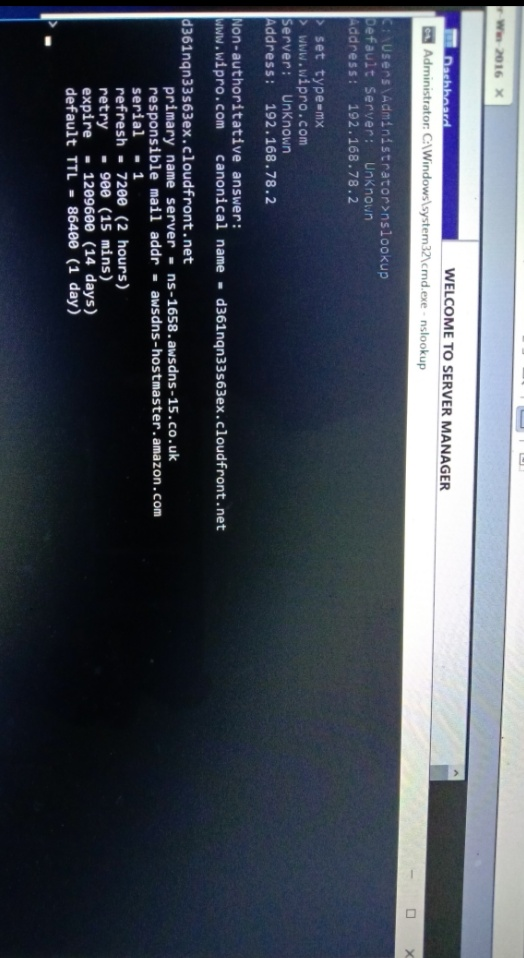 r Win 2016 ×
Dashboard
WELCOME TO SERVER MANAGER
Administrator: C:\Windows\system32\cmd.exe - nslookup
C:\Users\Administrator>nslookup
Default Server:  UnKnown
Address:  192.168.78.2
> set type=mx
> www.wipro.com
Server:  UnKnown
Address:  192.168.78.2
Non-authoritative answer:
www.wipro.com   canonical name = d361nqn33s63ex.cloudfront.net
d361nqn33s63ex.cloudfront.net
primary name server = ns-1658.awsdns-15.co.uk
responsible mail addr = awsdns-hostmaster.amazon.com
serial  = 1
refresh = 7200 (2 hours)
retry   = 900 (15 mins)
expire  = 1209600 (14 days)
default TTL = 86400 (1 day)
>